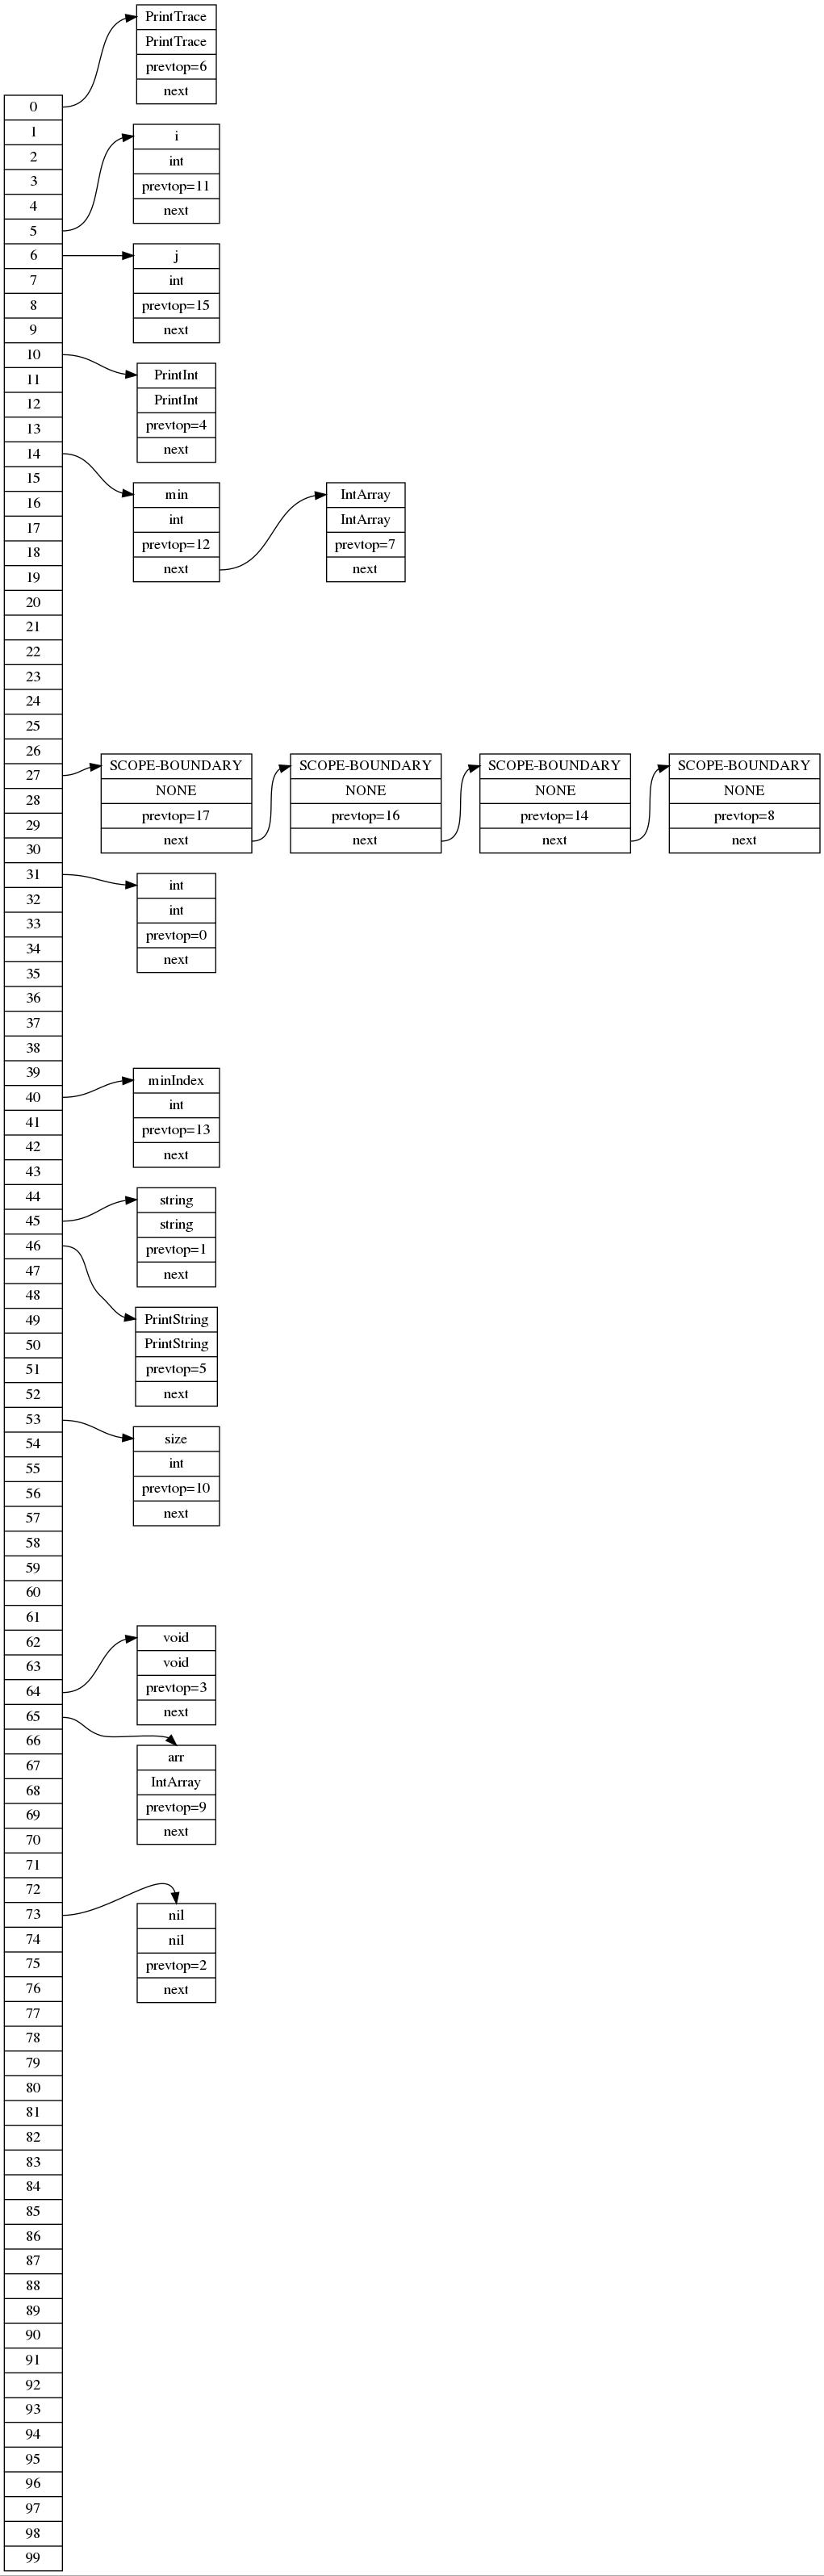 0
1
2
3
4
5
6
7
8
9
10
11
12
13
14
15
16
17
18
19
20
21
22
23
24
25
26
27
28
29
30
31
32
33
34
35
36
37
38
39
40
41
42
43
44
45
46
47
48
49
50
51
52
53
54
55
56
57
58
59
60
61
62
63
64
65
66
67
68
69
70
71
72
73
74
75
76
77
78
79
80
81
82
83
84
85
86
87
88
89
90
91
92
93
94
95
96
97
98
99
PrintTrace
PrintTrace
prevtop=6
next
i
int
prevtop=11
next
j
int
prevtop=15
next
PrintInt
PrintInt
prevtop=4
next
min
int
prevtop=12
next
IntArray
IntArray
prevtop=7
next
SCOPE-BOUNDARY
NONE
prevtop=17
next
SCOPE-BOUNDARY
NONE
prevtop=16
next
SCOPE-BOUNDARY
NONE
prevtop=14
next
SCOPE-BOUNDARY
NONE
prevtop=8
next
int
int
prevtop=0
next
minIndex
int
prevtop=13
next
string
string
prevtop=1
next
PrintString
PrintString
prevtop=5
next
size
int
prevtop=10
next
void
void
prevtop=3
next
arr
IntArray
prevtop=9
next
nil
nil
prevtop=2
next